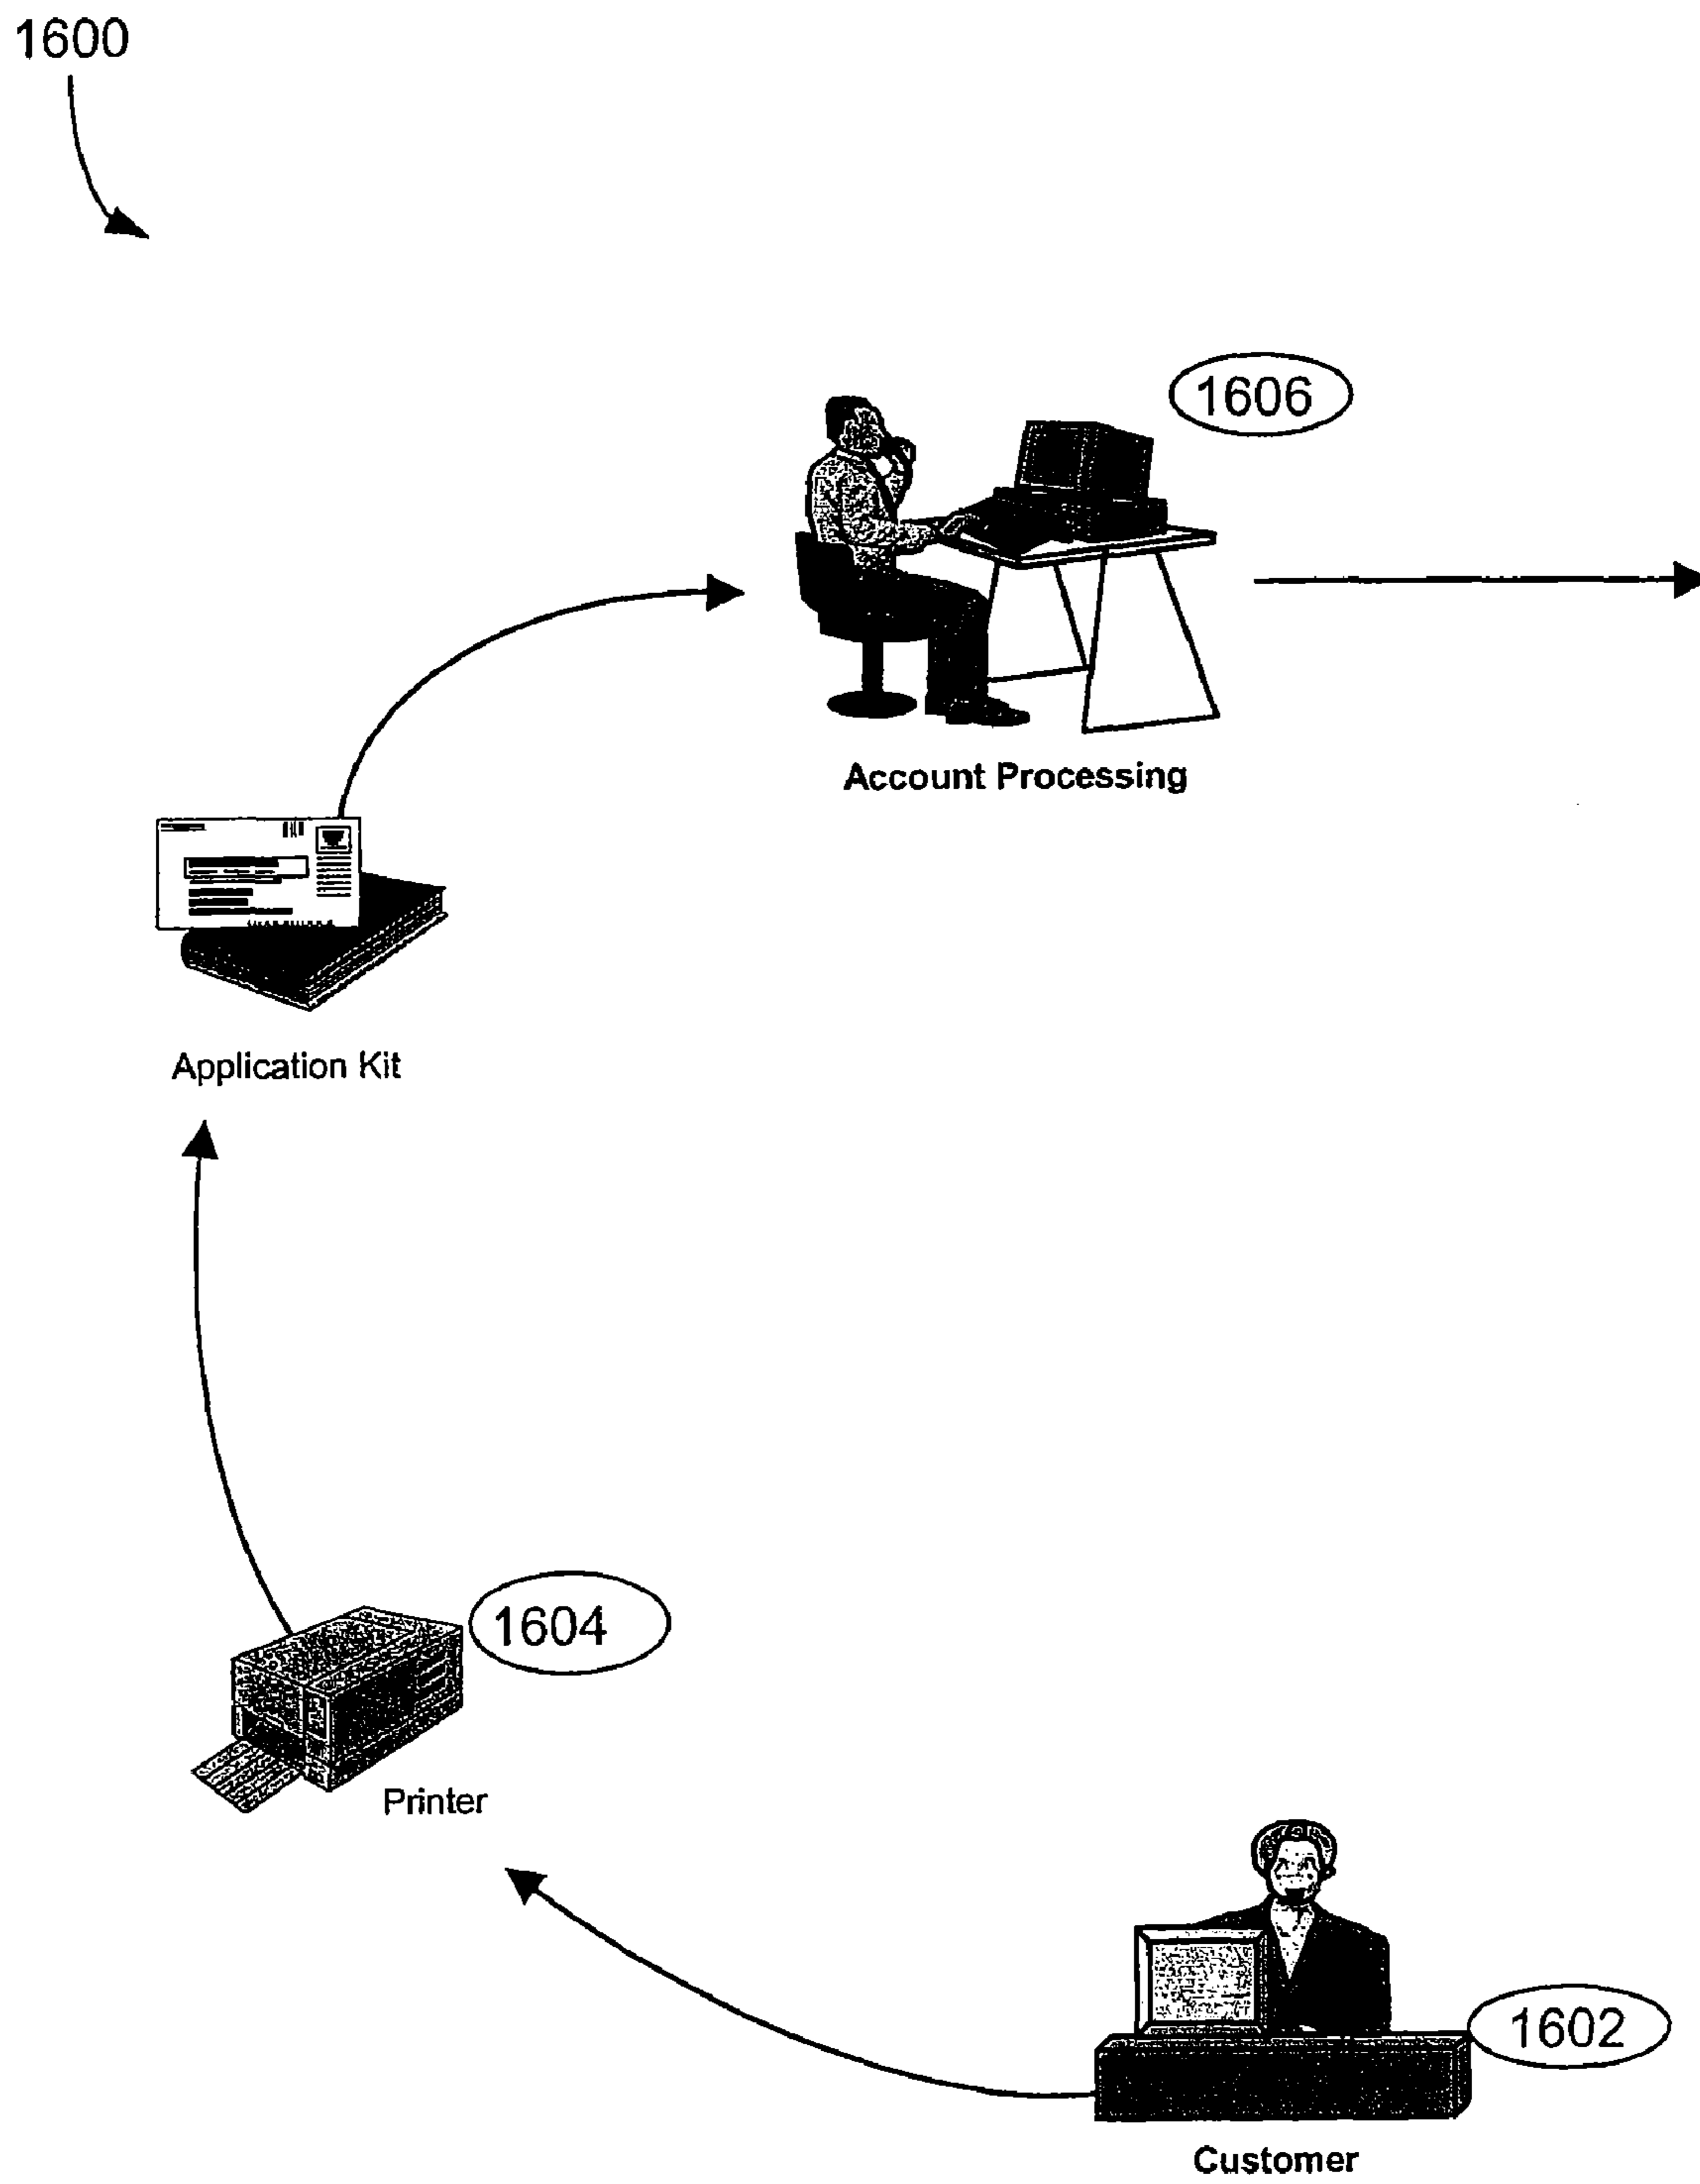 1600
1606
Account Processing
Application Kit
1604
Printer
1602
Customer